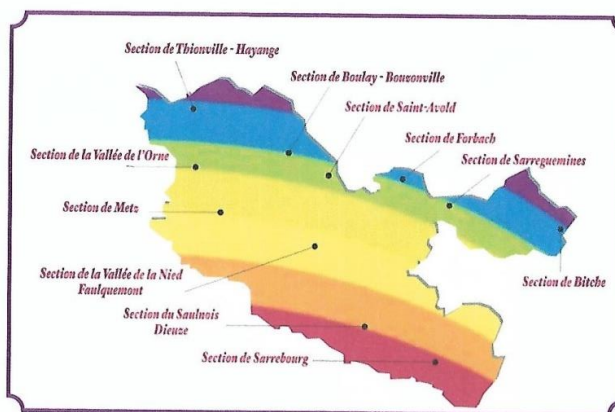 Section de Thionville - Hayange
Section de Boulay - Bouzonville
Section de Saint-Avold
Section de Forbach
Section de la Vallée de l'Orne
Section de Sarreguemines
Section de Metz
Section de la Vallée de la Nied
Faulquemont
Section de Bitche
Section du Saulnois
Dieuze
Section de Sarrebourg